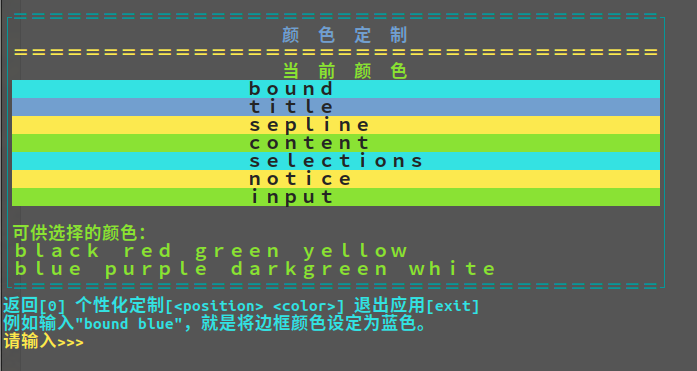 颜 色 定 制
====================================
当 前 颜 色
bound
title
sepline
content
selections
notice
input
可供选择的颜色：
black red green yellow
blue purple darkgreen white
返回[0] 个性化定制[<position> <color>] 退出应用[exit]
例如输入"bound blue"，就是将边框颜色设定为蓝色。
请输入>>>